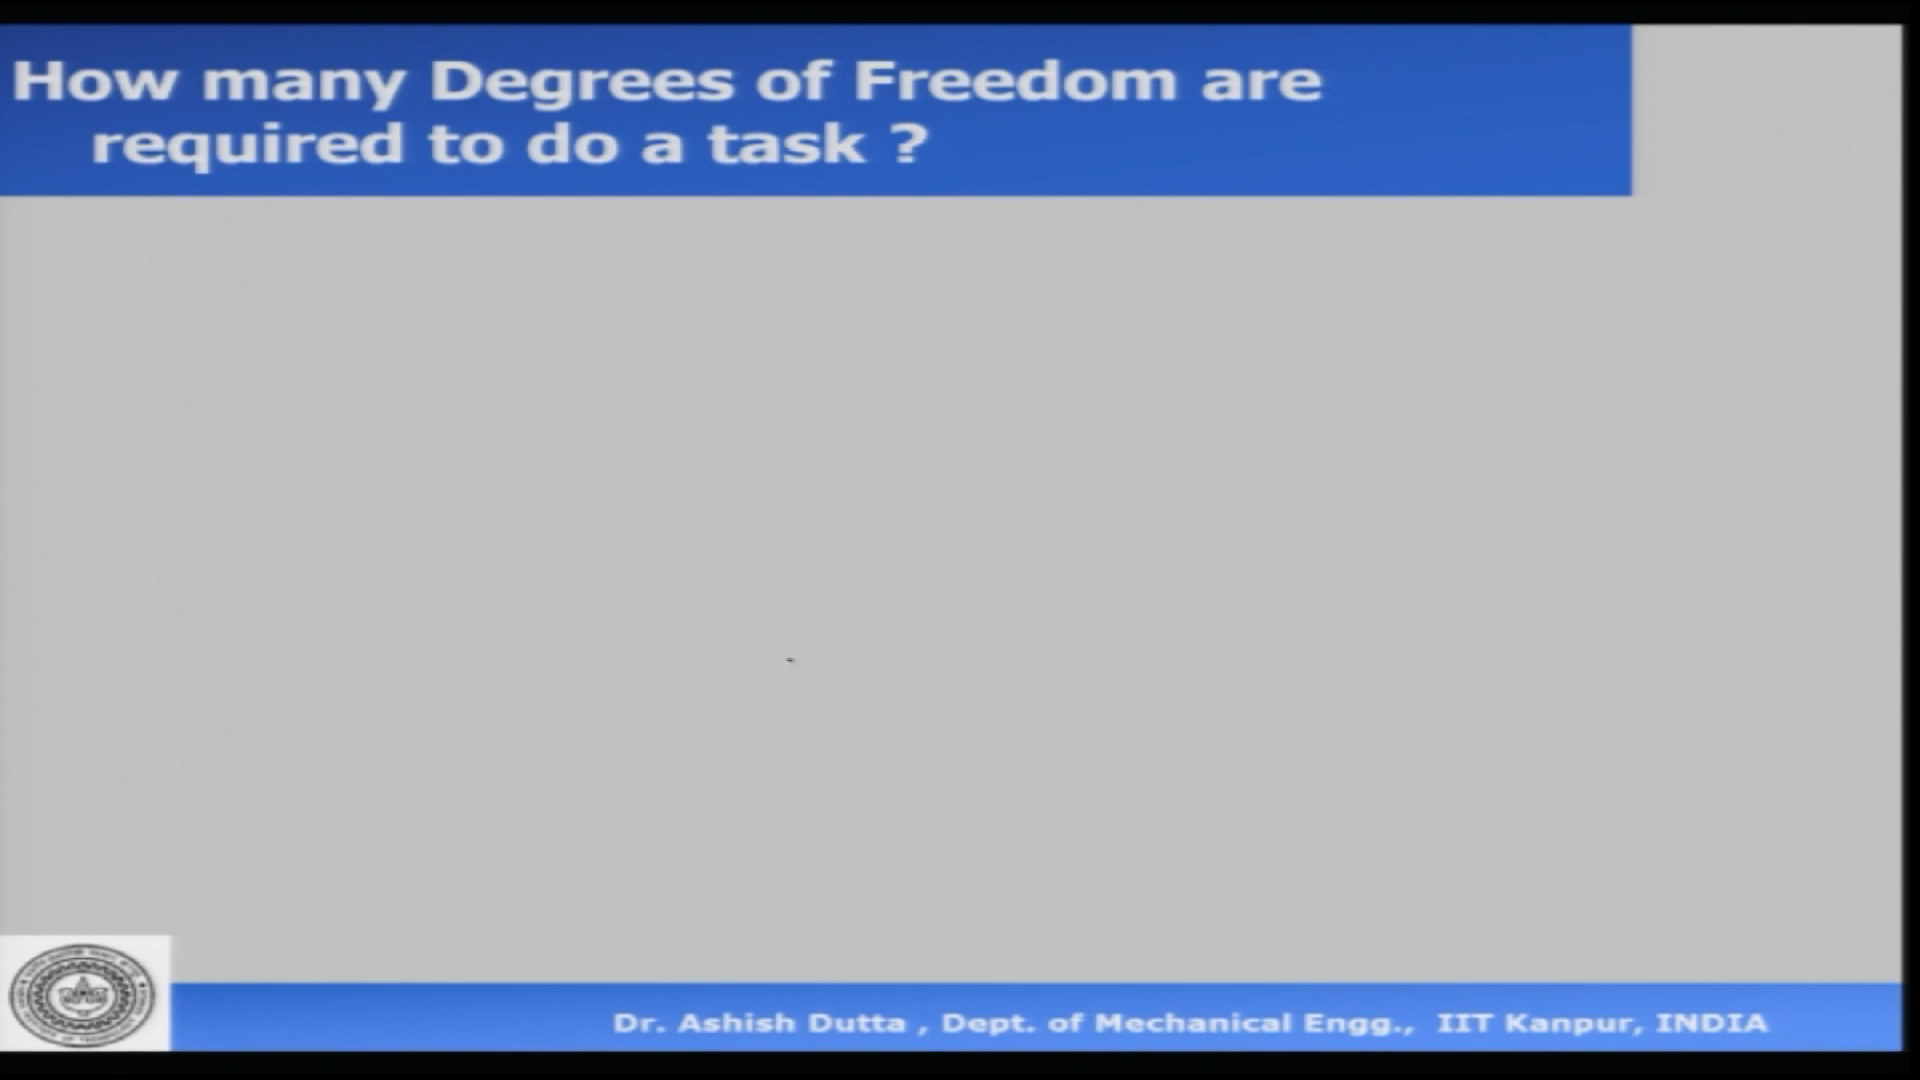 How many Degrees of Freedom are
required to do a task ?
Dr. Ashish Dutta , Dept. of Mechanical Engg., IIT Kanpur, INDIA